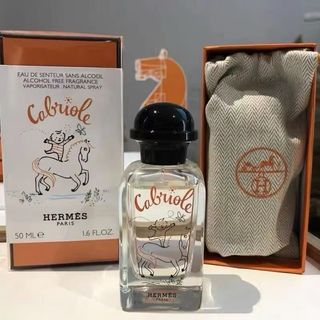 EAU DE SENTEUR SANS ALCOOL
ALCOHOL FREE FRAGRANCE
VAPORISATEUR . NATURAL SPRAY
Cabriole
HERMÈS
PARIS
50 ML℮ 1.6 FL.OZ.
Cabriole
HERMÈS
PARIS